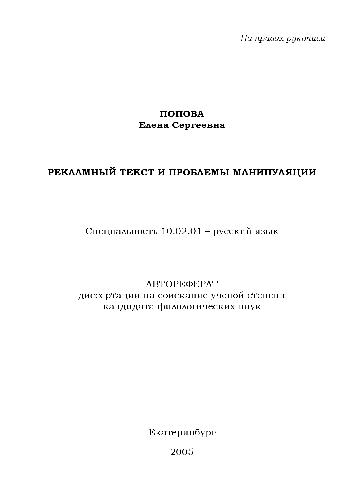 На правах рукописи
ПОПОВА
Елена Сергеевна
РЕКЛАМНЫЙ ТЕКСТ И ПРОБЛЕМЫ МАНИПУЛЯЦИИ
Специальность 10.02.01 – русский язык
АВТОРЕФЕРАТ
диссертации на соискание ученой степени
кандидата филологических наук
Екатеринбург
2005